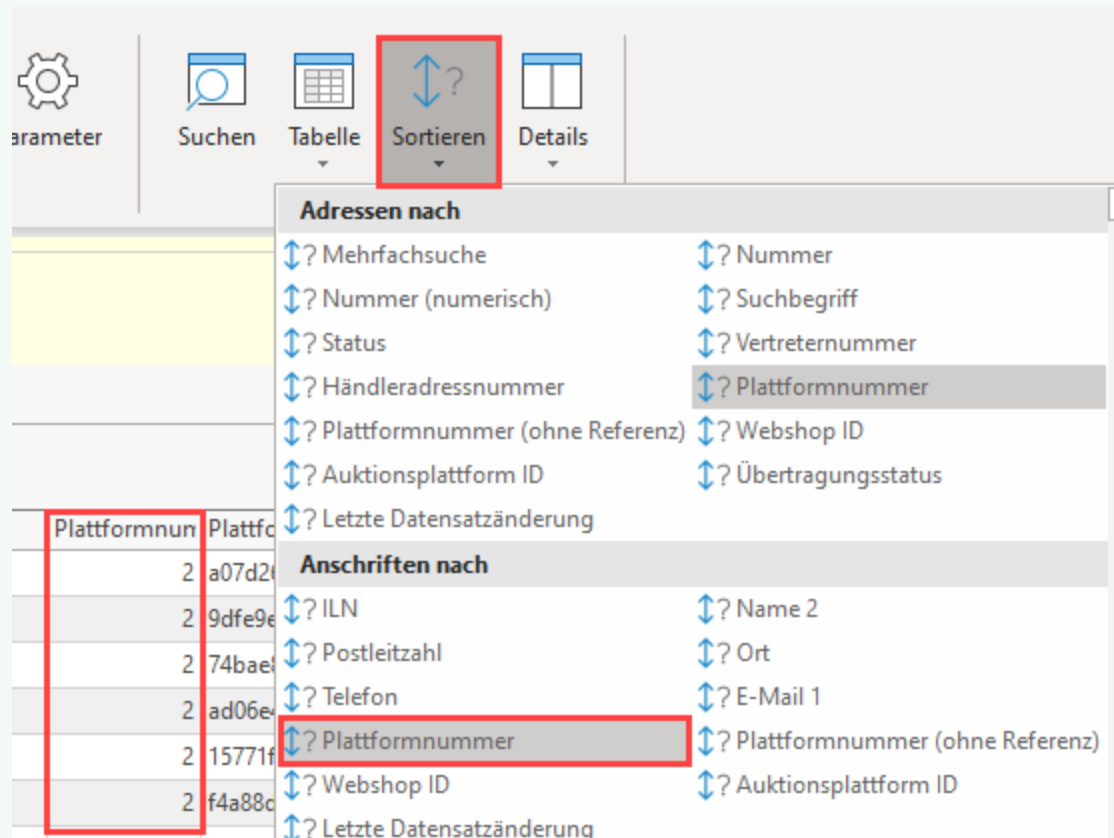 arameter
Suchen
Tabelle
Sortieren
Details
Adressen nach
Mehrfachsuche
Nummer
Nummer (numerisch)
Suchbegriff
Status
Vertreternummer
Händleradressnummer
Plattformnummer
Plattformnummer (ohne Referenz)
Webshop ID
Auktionsplattform ID
Übertragungsstatus
Letzte Datensatzänderung
Anschriften nach
ILN
Name 2
Postleitzahl
Ort
Telefon
E-Mail 1
Plattformnummer
Plattformnummer (ohne Referenz)
Webshop ID
Auktionsplattform ID
Letzte Datensatzänderung
Plattformnum Plattfo
2 a07d2
2 9dfe9e
2 74bae
2 ad06e
2 15771f
2 f4a88